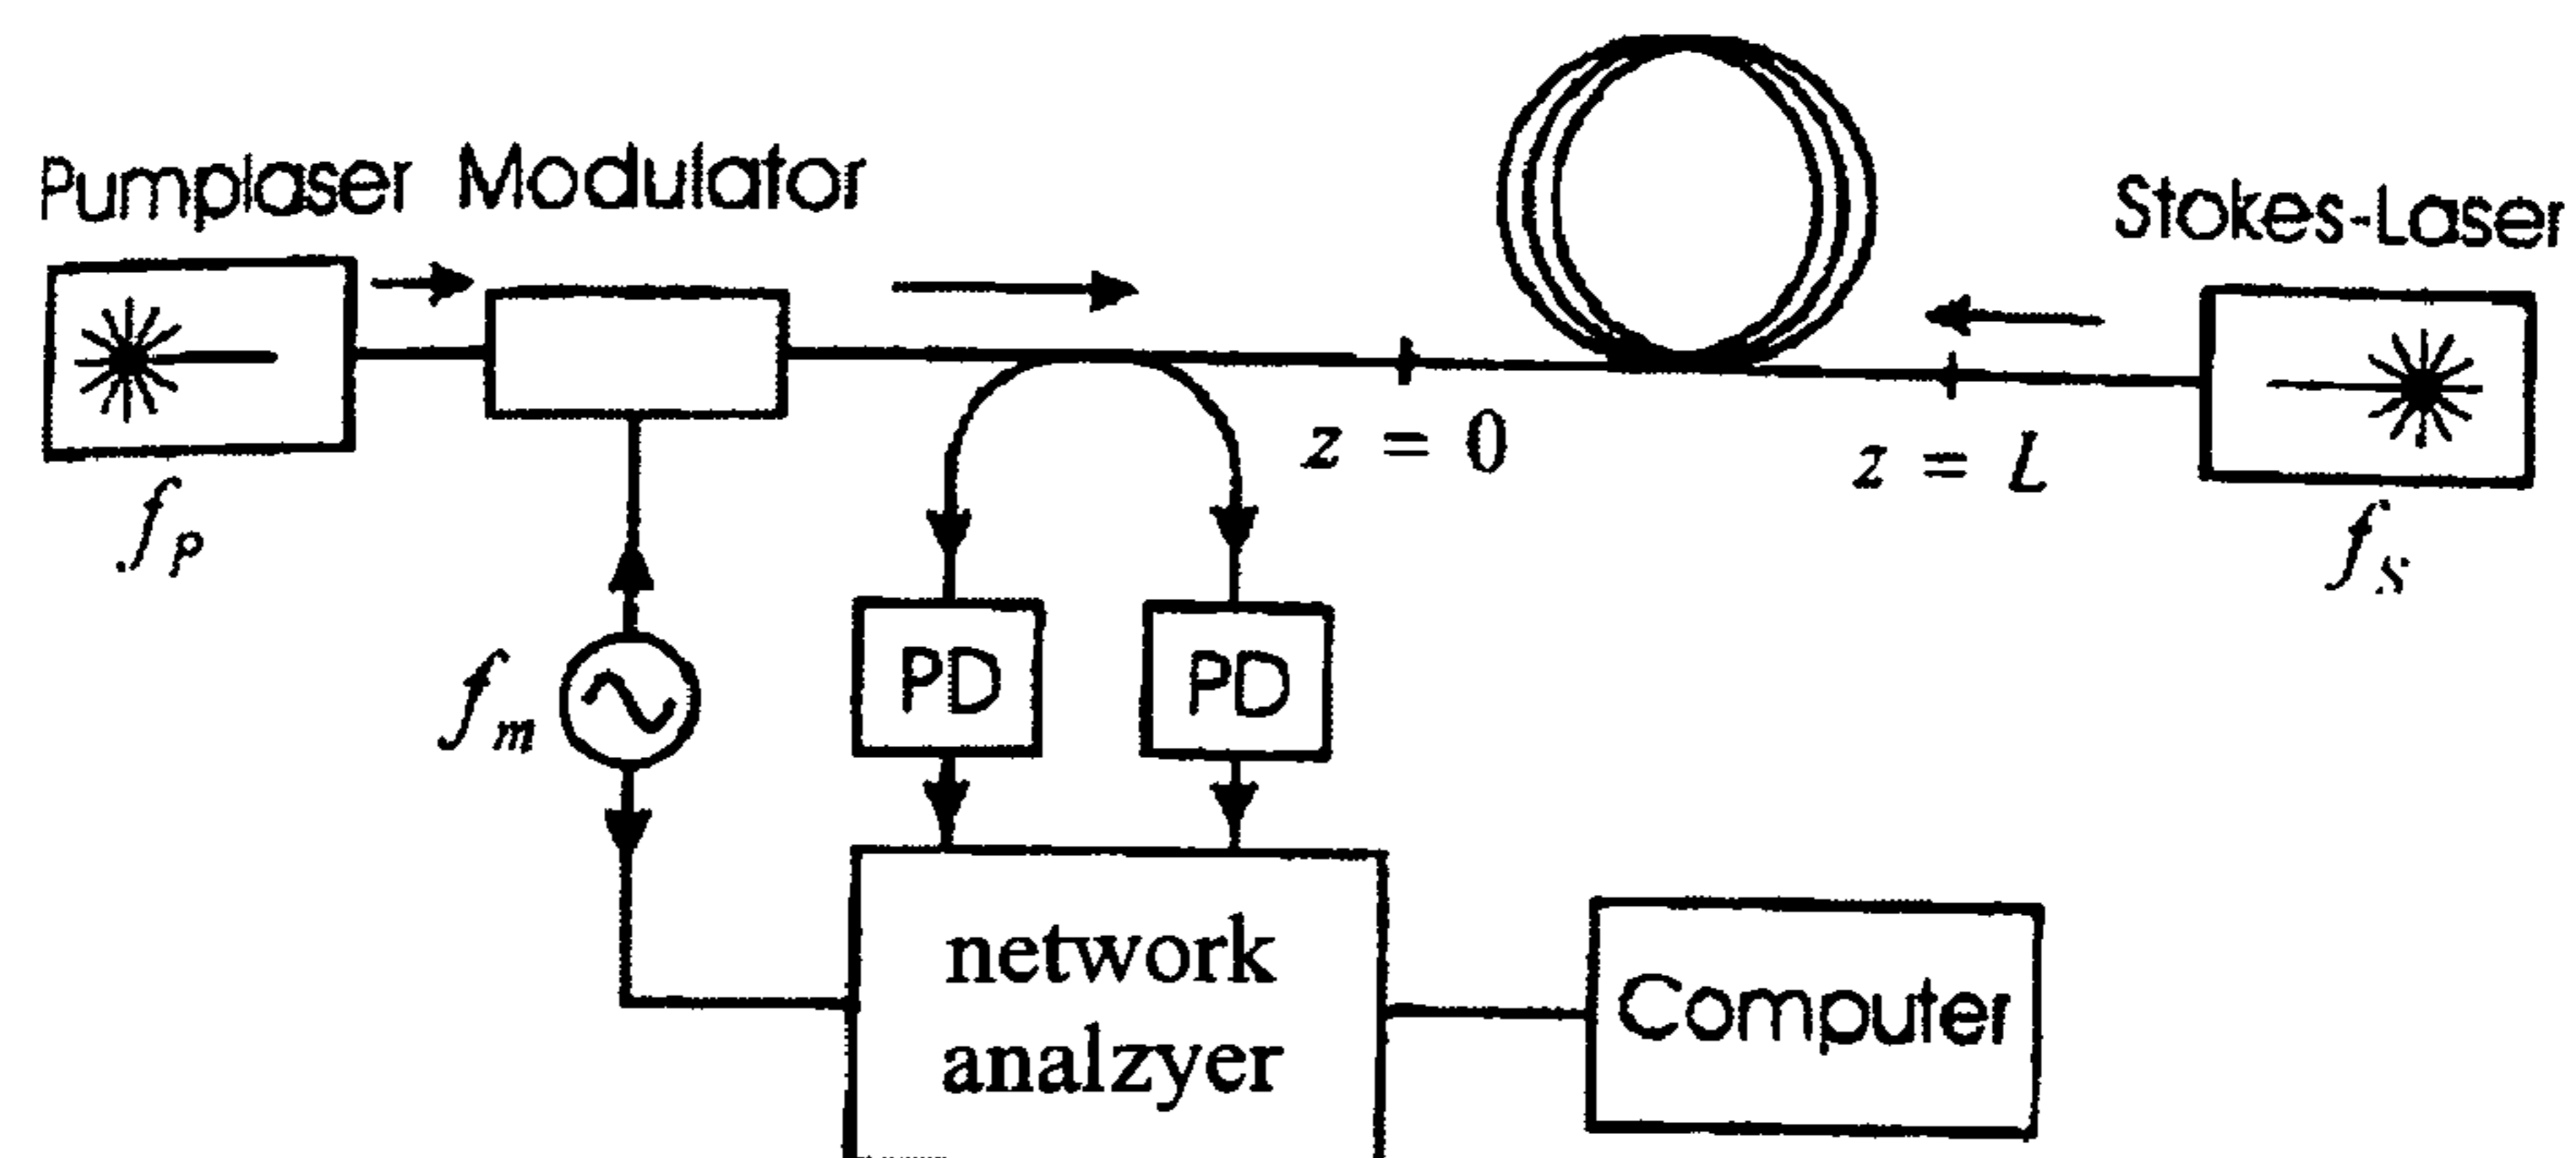 Pumplaser Modulator
Stokes-Laser
z = 0
z = L
f_P
f_S
f_m
PD PD
network
analzyer
Computer